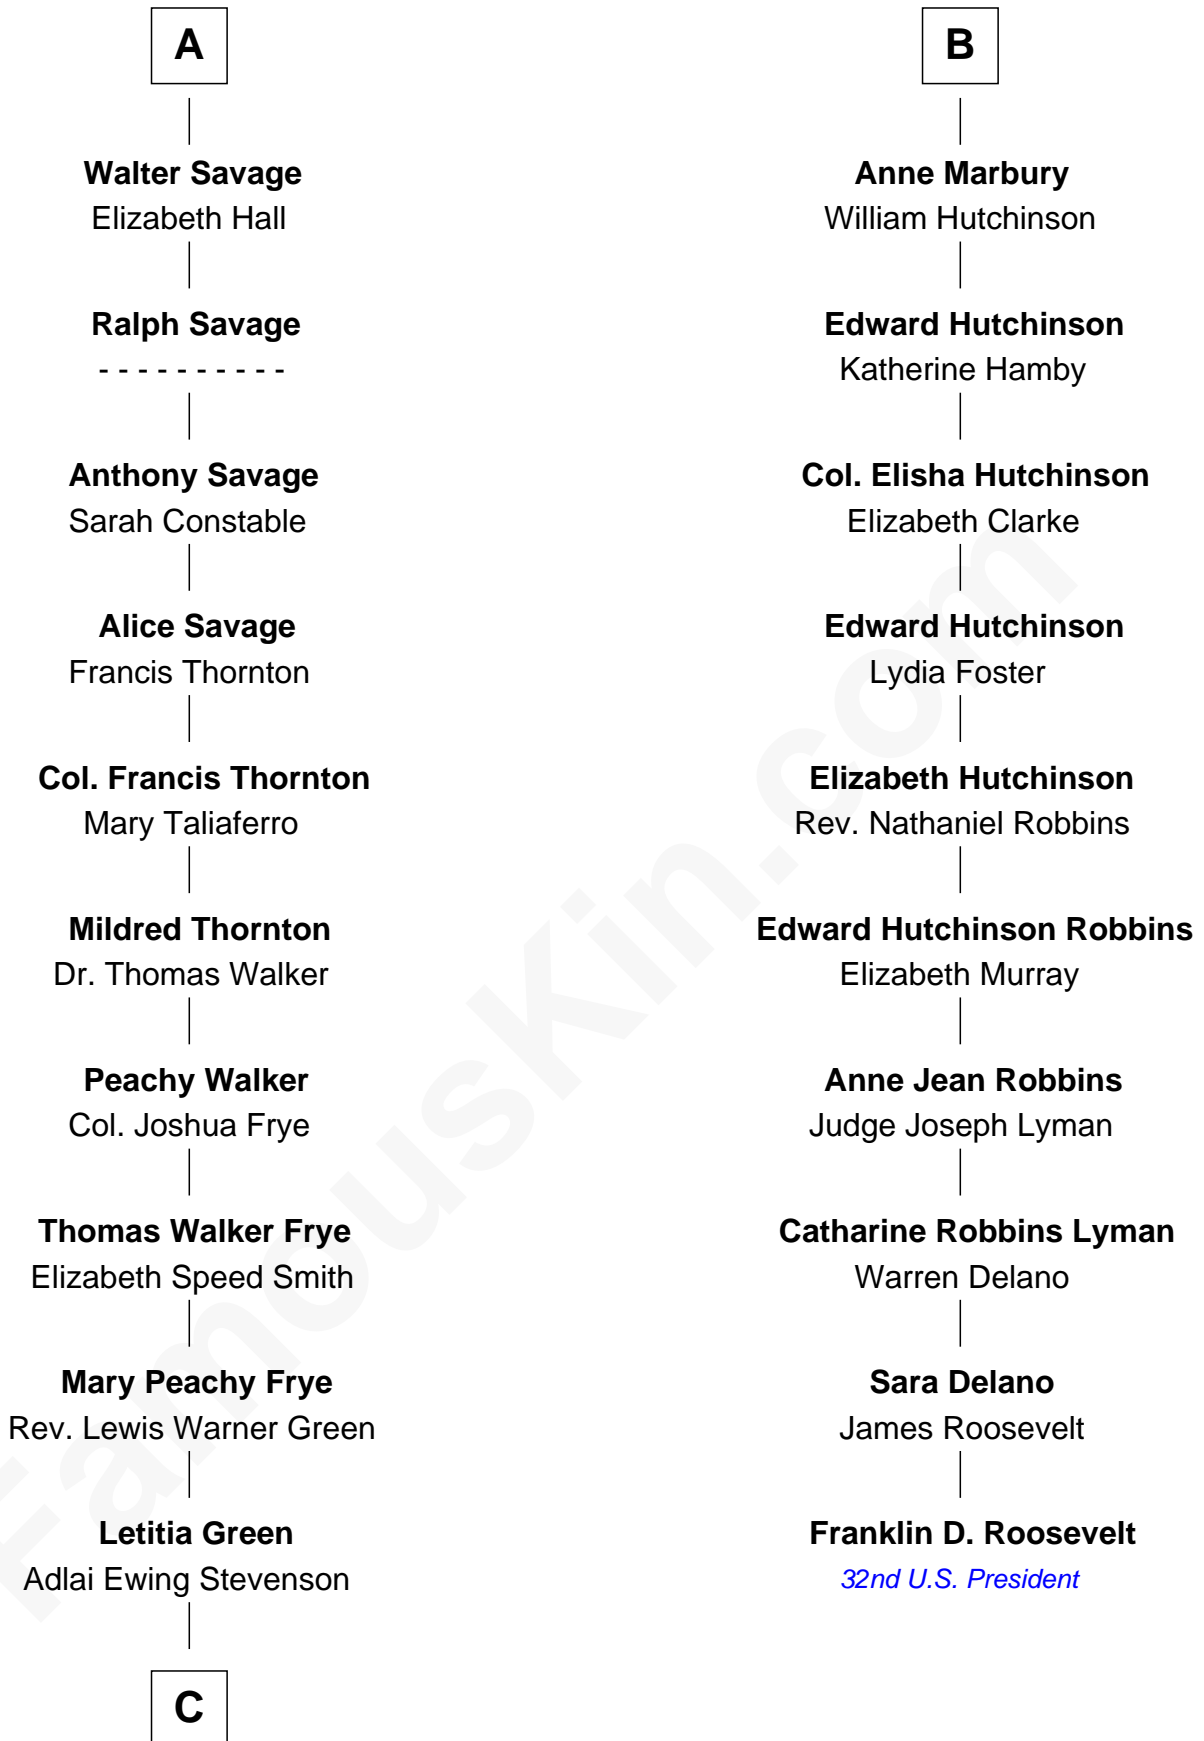 A
Walter Savage
Elizabeth Hall
Ralph Savage
- - - - - - - - - -
Anthony Savage
Sarah Constable
Alice Savage
Francis Thornton
Col. Francis Thornton
Mary Taliaferro
Mildred Thornton
Dr. Thomas Walker
Peachy Walker
Col. Joshua Frye
Thomas Walker Frye
Elizabeth Speed Smith
Mary Peachy Frye
Rev. Lewis Warner Green
Letitia Green
Adlai Ewing Stevenson
C
B
Anne Marbury
William Hutchinson
Edward Hutchinson
Katherine Hamby
Col. Elisha Hutchinson
Elizabeth Clarke
Edward Hutchinson
Lydia Foster
Elizabeth Hutchinson
Rev. Nathaniel Robbins
Edward Hutchinson Robbins
Elizabeth Murray
Anne Jean Robbins
Judge Joseph Lyman
Catharine Robbins Lyman
Warren Delano
Sara Delano
James Roosevelt
Franklin D. Roosevelt
32nd U.S. President
FamousKin.com